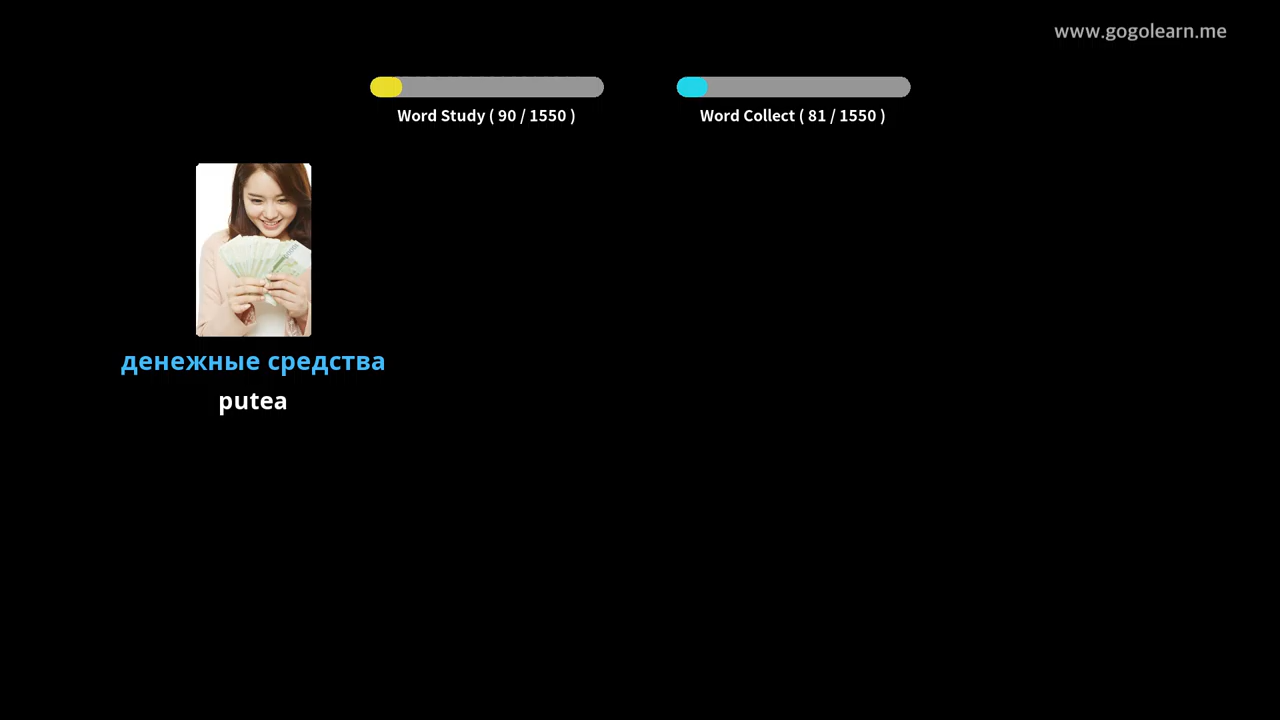 www.gogolearn.me
Word Study ( 90 / 1550 )
Word Collect ( 81 / 1550 )
денежные средства
putea